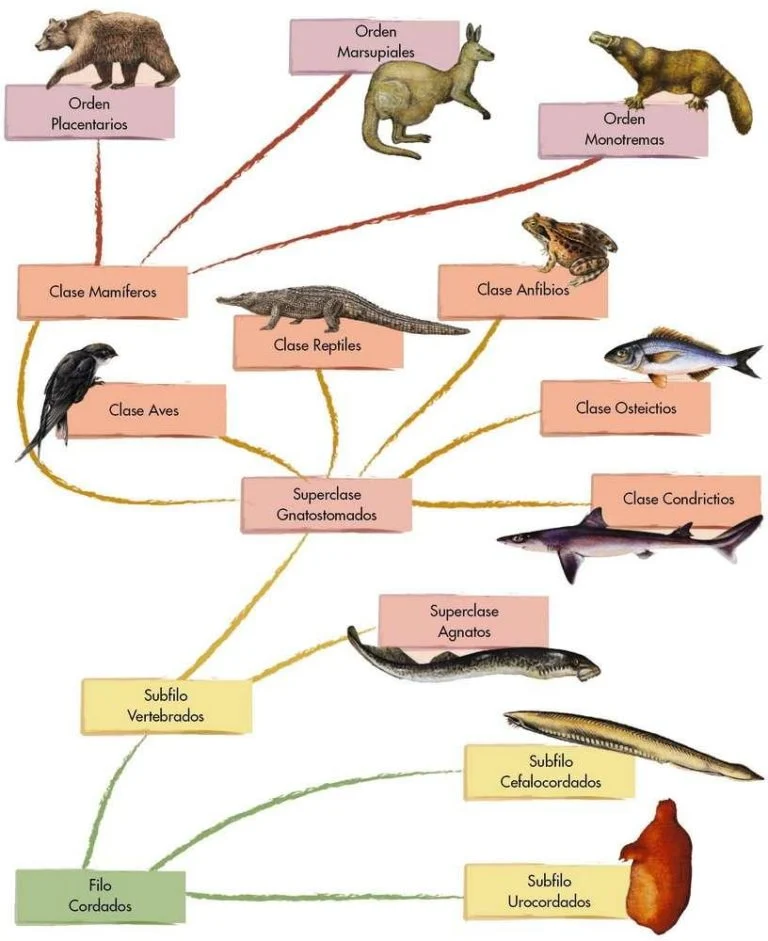 Orden
Marsupiales
Orden
Placentarios
Orden
Monotremas
Clase Mamíferos
Clase Anfibios
Clase Reptiles
Clase Aves
Clase Osteictios
Superclase
Gnatostomados
Clase Condrictios
Superclase
Agnatos
Subfilo
Vertebrados
Subfilo
Cefalocordados
Filo
Cordados
Subfilo
Urocordados